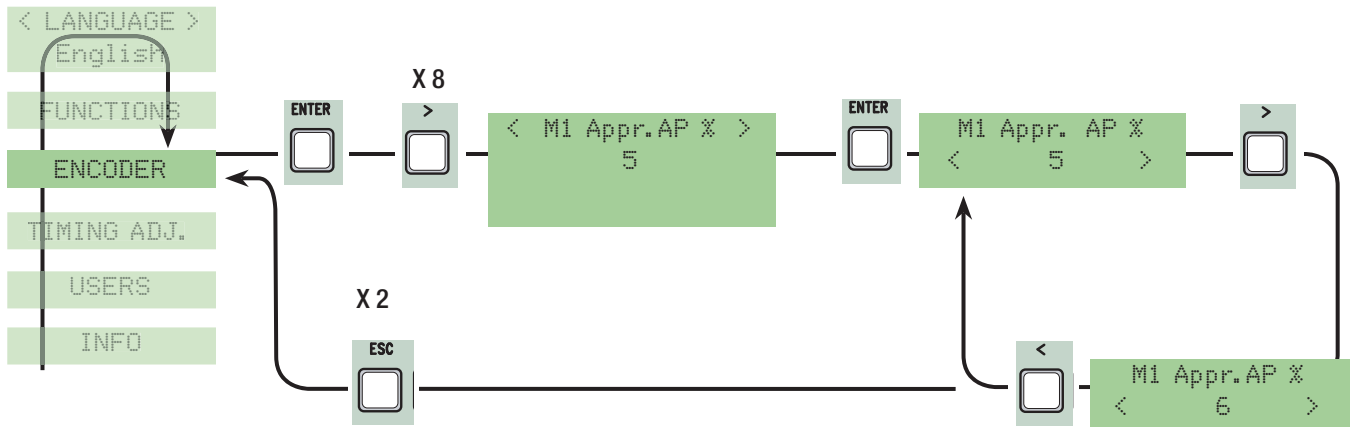 < LANGUAGE >
English
FUNCTIONS
ENCODER
TIMING ADJ.
USERS
INFO
ENTER
X 8
>
< M1 Appr.AP % >
5
ENTER
M1 Appr. AP %
< 5 >
>
X 2
ESC
<
M1 Appr.AP %
< 6 >